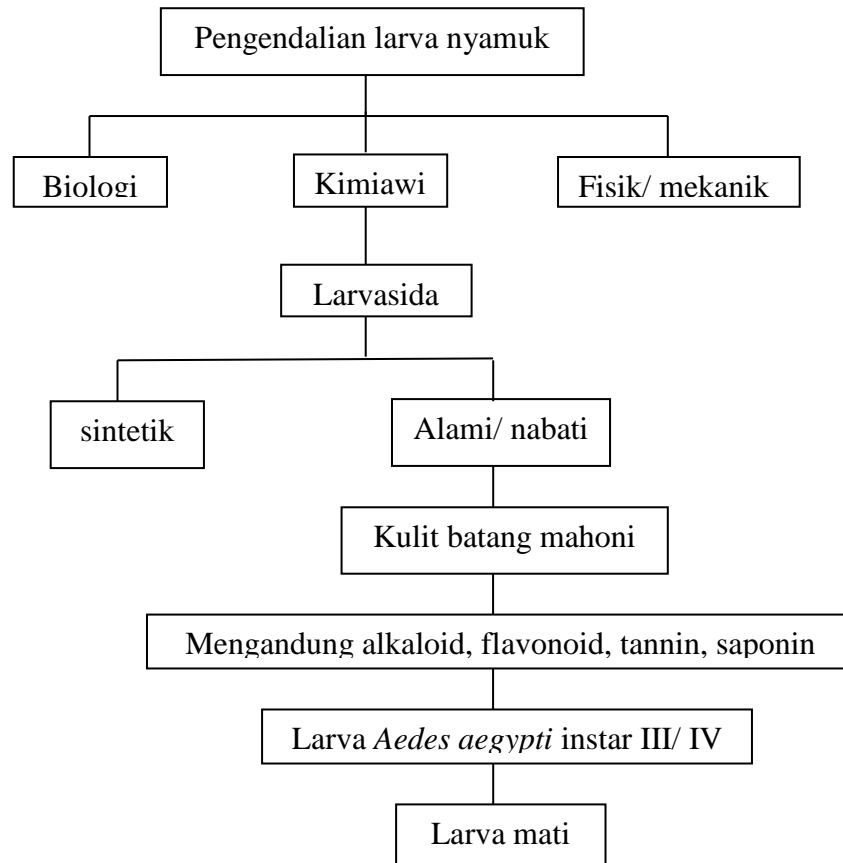 Pengendalian larva nyamuk
Biologi
Kimiawi
Fisik/ mekanik
Larvasida
sintetik
Alami/ nabati
Kulit batang mahoni
Mengandung alkaloid, flavonoid, tannin, saponin
Larva Aedes aegypti instar III/ IV
Larva mati